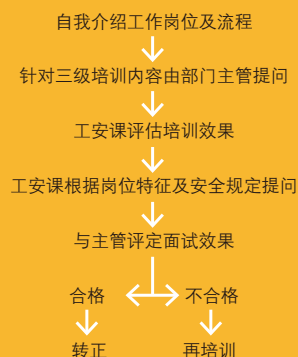 自我介绍工作岗位及流程
针对三级培训内容由部门主管提问
工安课评估培训效果
工安课根据岗位特征及安全规定提问
与主管评定面试效果
合格 不合格
转正 再培训